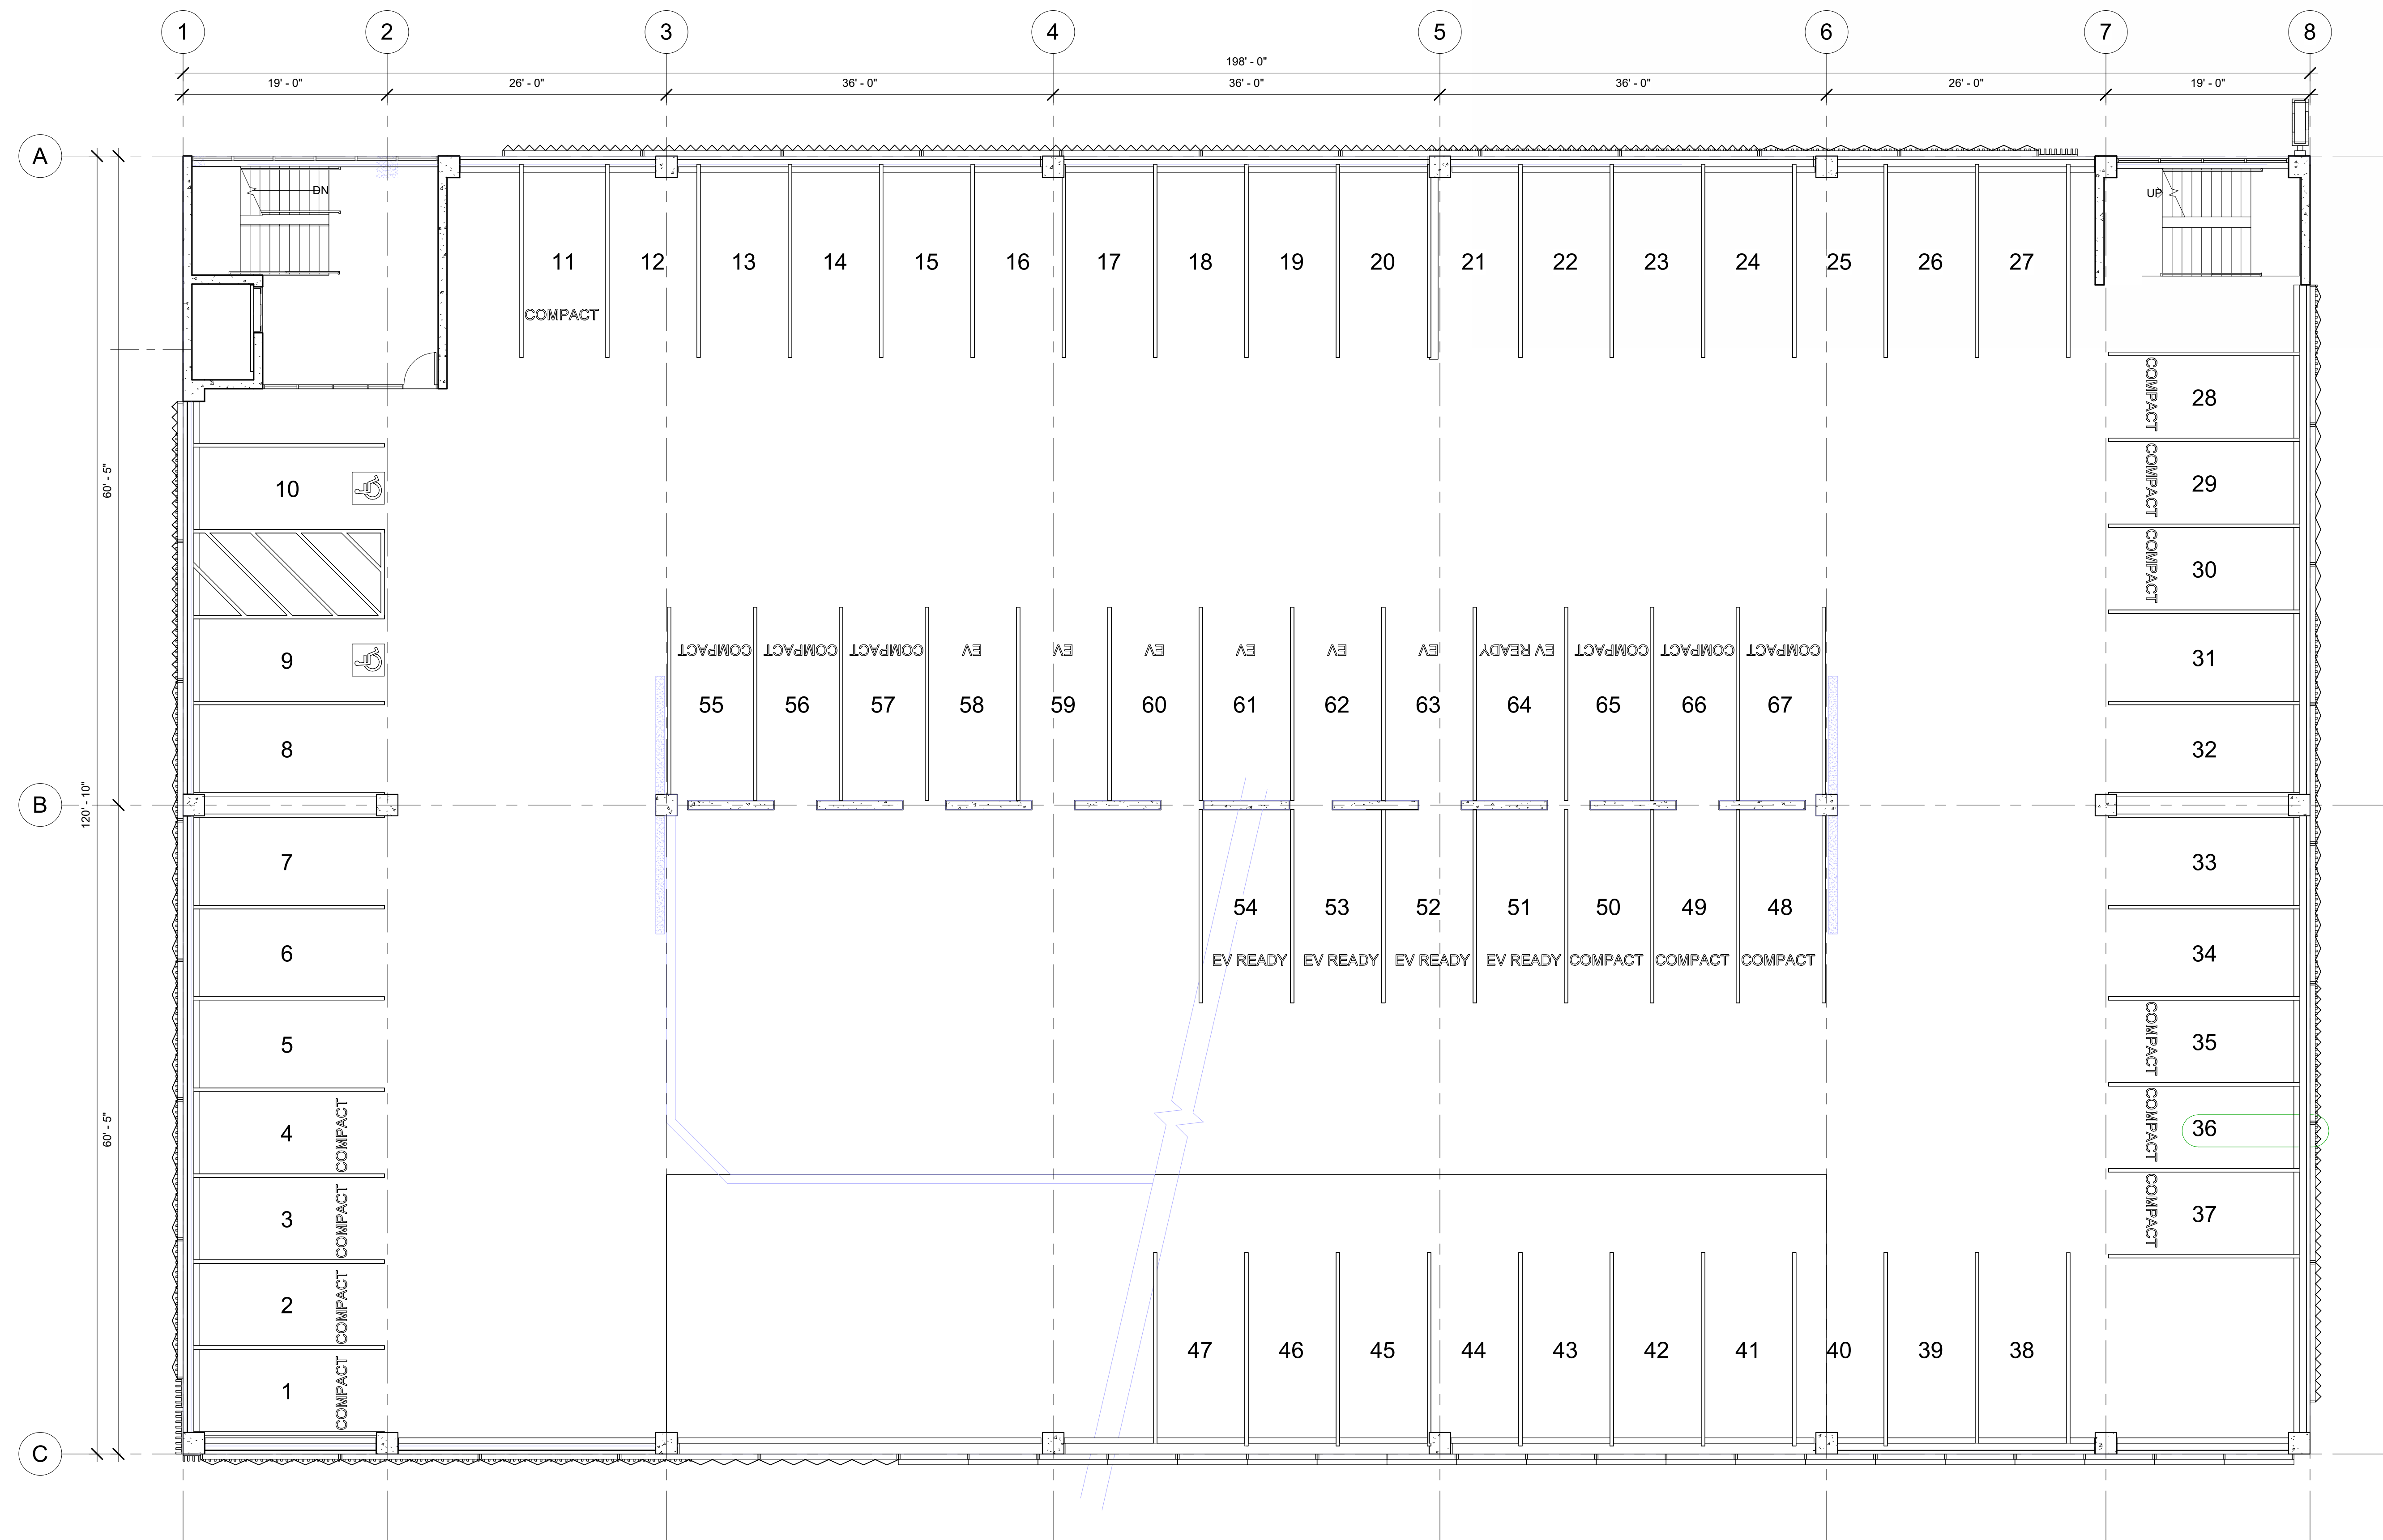 1 2 3 4 5 6 7 8
198' - 0"
19' - 0" 26' - 0" 36' - 0" 36' - 0" 36' - 0" 26' - 0" 19' - 0"
A
DN
UP
11 12 13 14 15 16 17 18 19 20 21 22 23 24 25 26 27
COMPACT
28
COMPACT
60' - 5"
10
29
COMPACT
30
COMPACT
9
31
COMPACT COMPACT COMPACT EV EV EV EV EV EV EV READY COMPACT COMPACT COMPACT
55 56 57 58 59 60 61 62 63 64 65 66 67
8
32
B
120' - 10"
7
33
54 53 52 51 50 49 48
6
34
EV READY EV READY EV READY EV READY COMPACT COMPACT COMPACT
5
35
COMPACT
60' - 5"
4
COMPACT
36
COMPACT
3
COMPACT
37
COMPACT
2
COMPACT
47 46 45 44 43 42 41 40 39 38
1
COMPACT
C